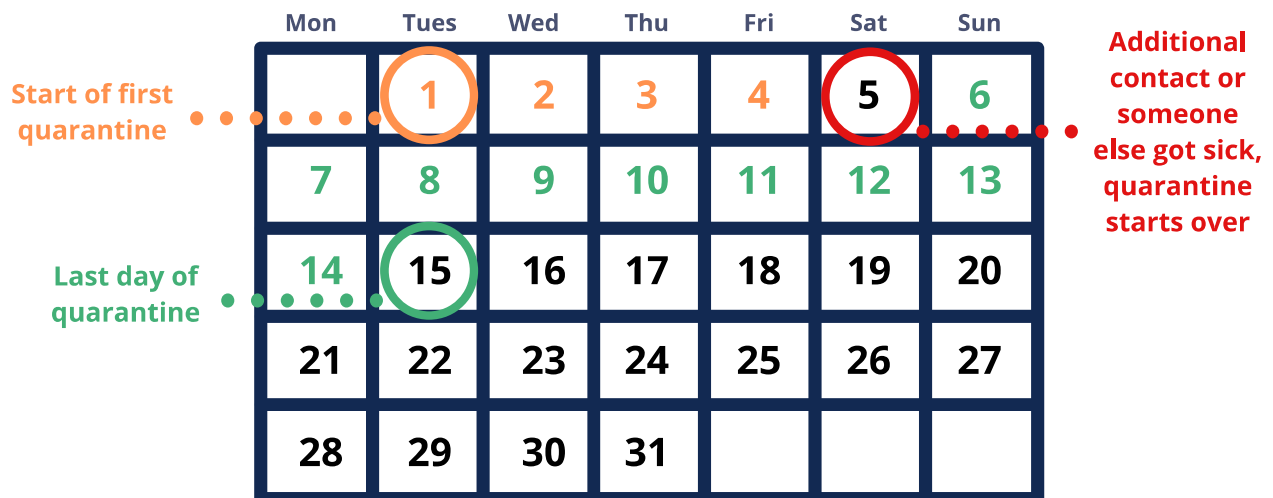 Mon Tues Wed Thu Fri Sat Sun
Start of first
quarantine
1 2 3 4 5 6
Additional
contact or
someone
else got sick,
quarantine
starts over
7 8 9 10 11 12 13
Last day of
quarantine
14 15 16 17 18 19 20
21 22 23 24 25 26 27
28 29 30 31